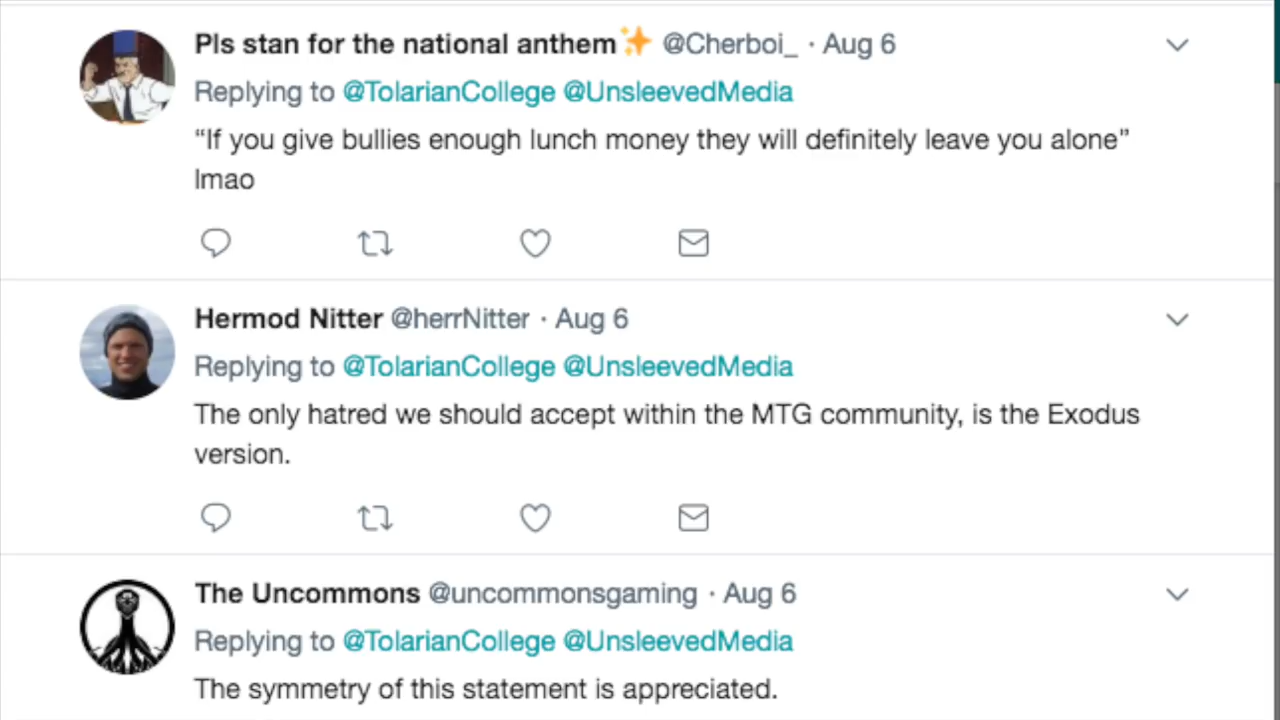 Pls stan for the national anthem✨ @Cherboi_ · Aug 6
Replying to @TolarianCollege @UnsleevedMedia
“If you give bullies enough lunch money they will definitely leave you alone”
lmao
Hermod Nitter @herrNitter · Aug 6
Replying to @TolarianCollege @UnsleevedMedia
The only hatred we should accept within the MTG community, is the Exodus
version.
The Uncommons @uncommonsgaming · Aug 6
Replying to @TolarianCollege @UnsleevedMedia
The symmetry of this statement is appreciated.